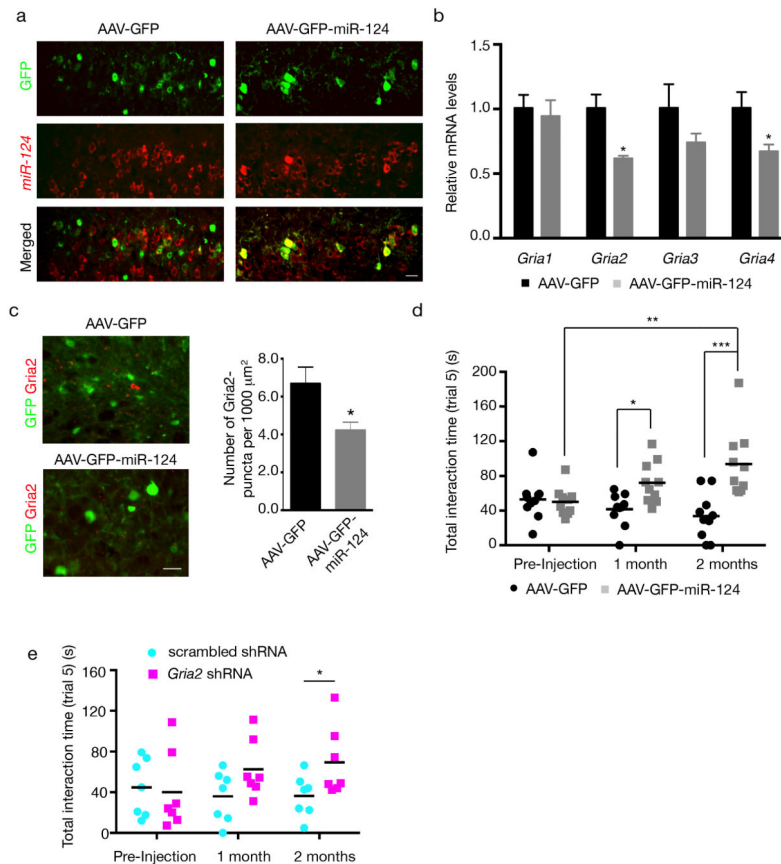 a
AAV-GFP
AAV-GFP-miR-124
GFP
miR-124
Merged
b
Relative mRNA levels
1.5
1.0
0.5
0.0
*
*
Gria1
Gria2
Gria3
Gria4
AAV-GFP
AAV-GFP-miR-124
c
AAV-GFP
GFP Gria2
AAV-GFP-miR-124
GFP Gria2
Number of Gria2-
puncta per 1000 µm²
8.0
6.0
4.0
2.0
0.0
*
AAV-GFP
AAV-GFP-
miR-124
d
Total interaction time (trial 5) (s)
200
160
120
80
40
0
**
***
*
Pre-Injection
1 month
2 months
AAV-GFP
AAV-GFP-miR-124
e
Total interaction time (trial 5) (s)
160
120
80
40
0
scrambled shRNA
Gria2 shRNA
*
Pre-Injection
1 month
2 months